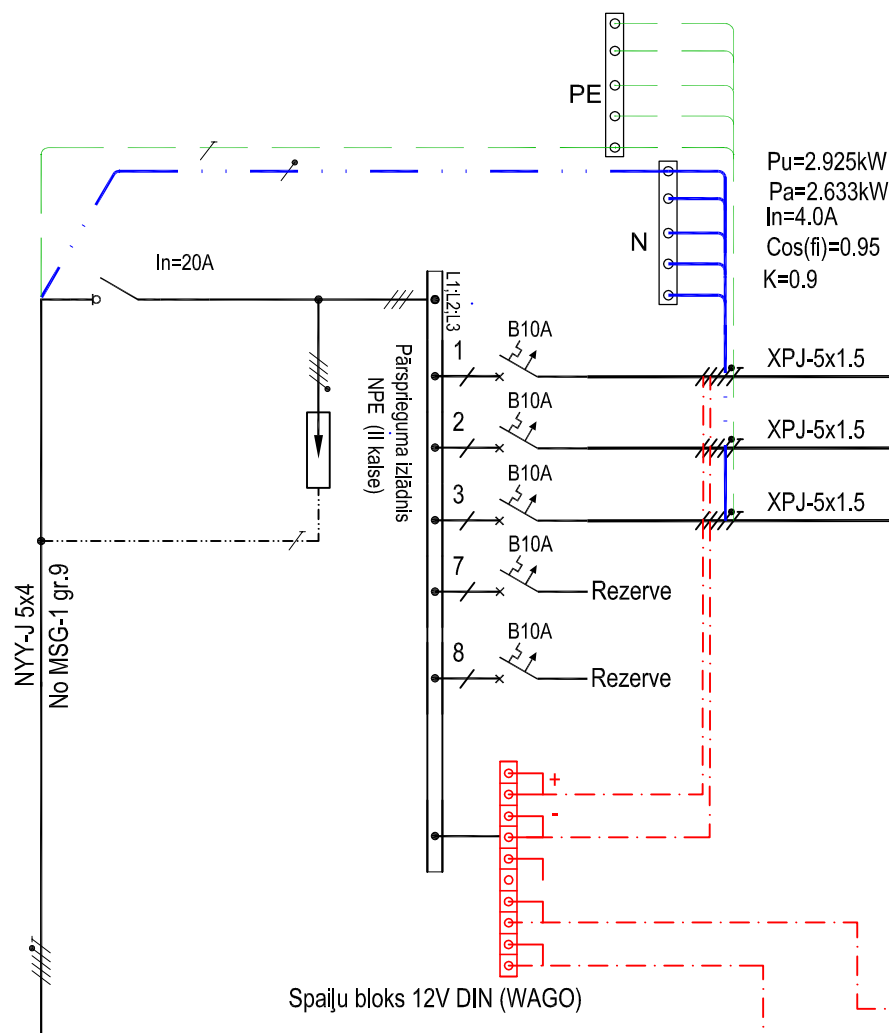 PE
Pu=2.925kW
Pa=2.633kW
In=4.0A
Cos(fi)=0.95
K=0.9
N
In=20A
L1;L2;L3
Pārsprieguma izlādnis
NPE (III kalse)
1
B10A
XPJ-5x1.5
2
B10A
XPJ-5x1.5
3
B10A
XPJ-5x1.5
7
B10A
Rezerve
8
B10A
Rezerve
NYY-J 5x4
No MSG-1 gr.9
+
-
Spaiļu bloks 12V DIN (WAGO)